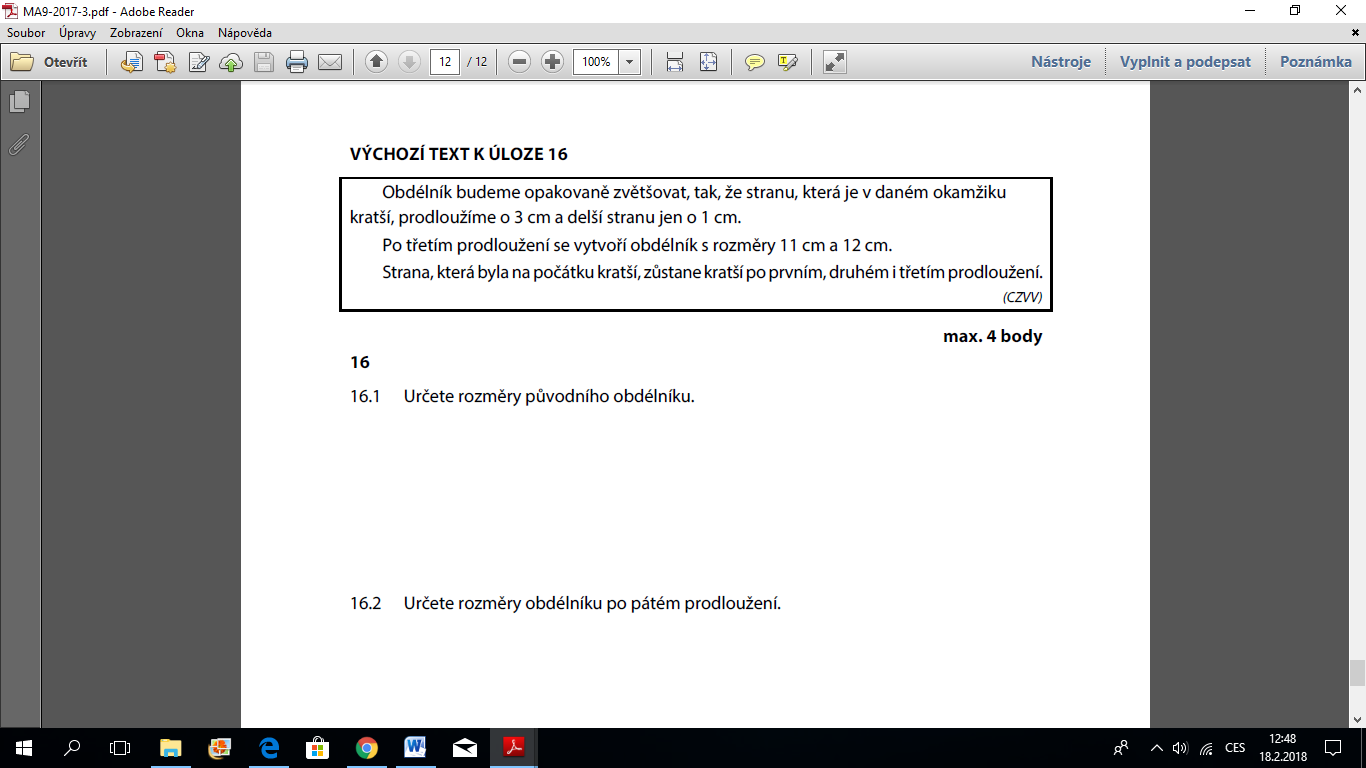 MA9-2017-3.pdf - Adobe Reader
Soubor Úpravy Zobrazení Okna Nápověda
Otevřít 12 / 12 100% Nástroje Vyplnit a podepsat Poznámka
VÝCHOZÍ TEXT K ÚLOZE 16
Obdélník budeme opakovaně zvětšovat, tak, že stranu, která je v daném okamžiku
kratší, prodloužíme o 3 cm a delší stranu jen o 1 cm.
Po třetím prodloužení se vytvoří obdélník s rozměry 11 cm a 12 cm.
Strana, která byla na počátku kratší, zůstane kratší po prvním, druhém i třetím prodloužení.
(CZVV)
max. 4 body
16
16.1 Určete rozměry původního obdélníku.
16.2 Určete rozměry obdélníku po pátém prodloužení.
CES
12:48
18.2.2018